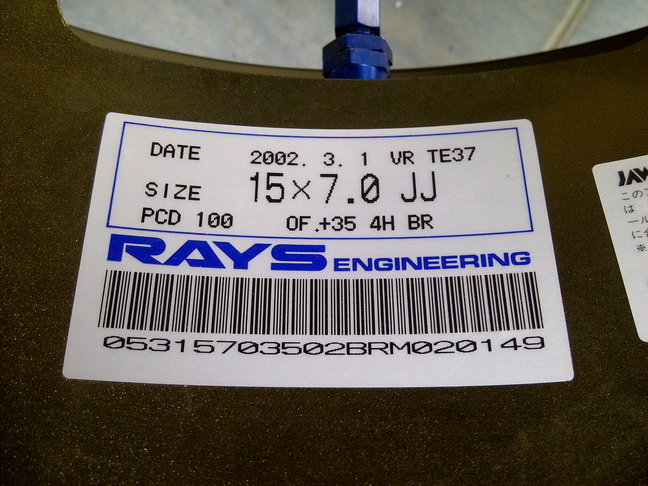 DATE 2002. 3. 1 VR TE37
SIZE 15×7.0 JJ
PCD 100 OF.+35 4H BR
RAYS ENGINEERING
05315703502BRM020149
JAW
この
は
ール
に
※